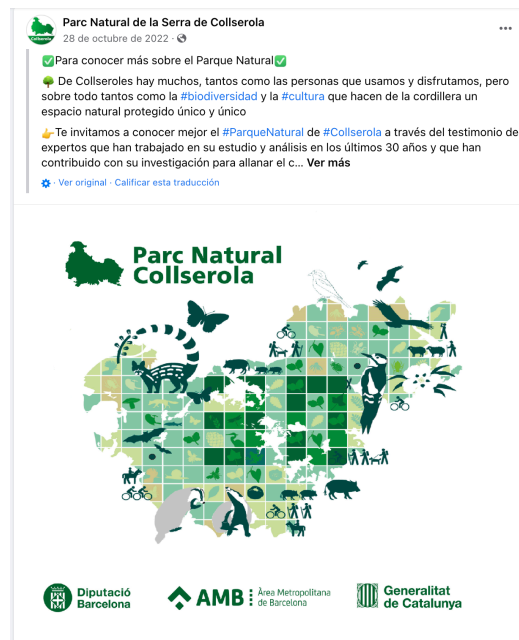 Parc Natural de la Serra de Collserola
28 de octubre de 2022 ·
✅Para conocer más sobre el Parque Natural✅
🌳 De Collseroles hay muchos, tantos como las personas que usamos y disfrutamos, pero
sobre todo tantos como la #biodiversidad y la #cultura que hacen de la cordillera un
espacio natural protegido único y único
👉Te invitamos a conocer mejor el #ParqueNatural de #Collserola a través del testimonio de
expertos que han trabajado en su estudio y análisis en los últimos 30 años y que han
contribuido con su investigación para allanar el c... Ver más
· Ver original · Calificar esta traducción
Parc Natural
Collserola
Diputació
Barcelona
AMB
Àrea Metropolitana
de Barcelona
Generalitat
de Catalunya